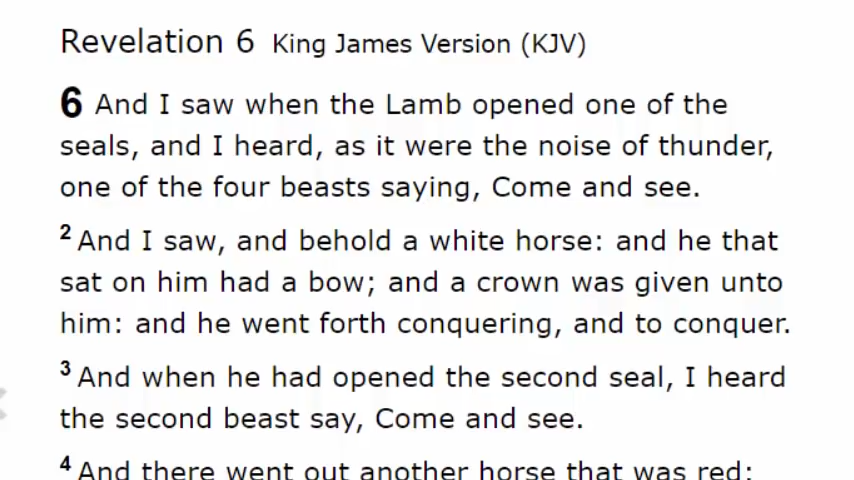 Revelation 6 King James Version (KJV)
6 And I saw when the Lamb opened one of the
seals, and I heard, as it were the noise of thunder,
one of the four beasts saying, Come and see.
2 And I saw, and behold a white horse: and he that
sat on him had a bow; and a crown was given unto
him: and he went forth conquering, and to conquer.
3 And when he had opened the second seal, I heard
the second beast say, Come and see.
4 And there went out another horse that was red: